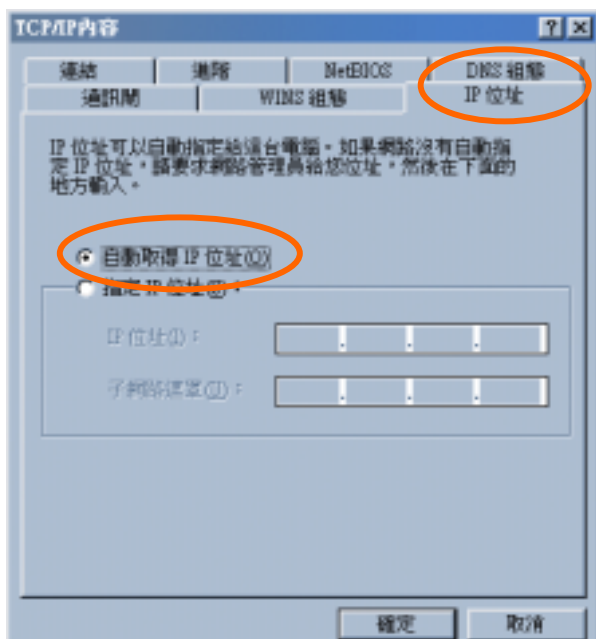 TCP/IP內容
連結 進階 NetBIOS DNS 組態
通訊閘 WINS 組態 IP 位址
IP 位址可以自動指定給這台電腦。如果網路沒有自動指
定 IP 位址，請要求網路管理員給您位址，然後在下面的
地方輸入。
自動取得 IP 位址(O)
指定 IP 位址(S)：
IP 位址(I)：
子網路遮罩(U)：
確定 取消